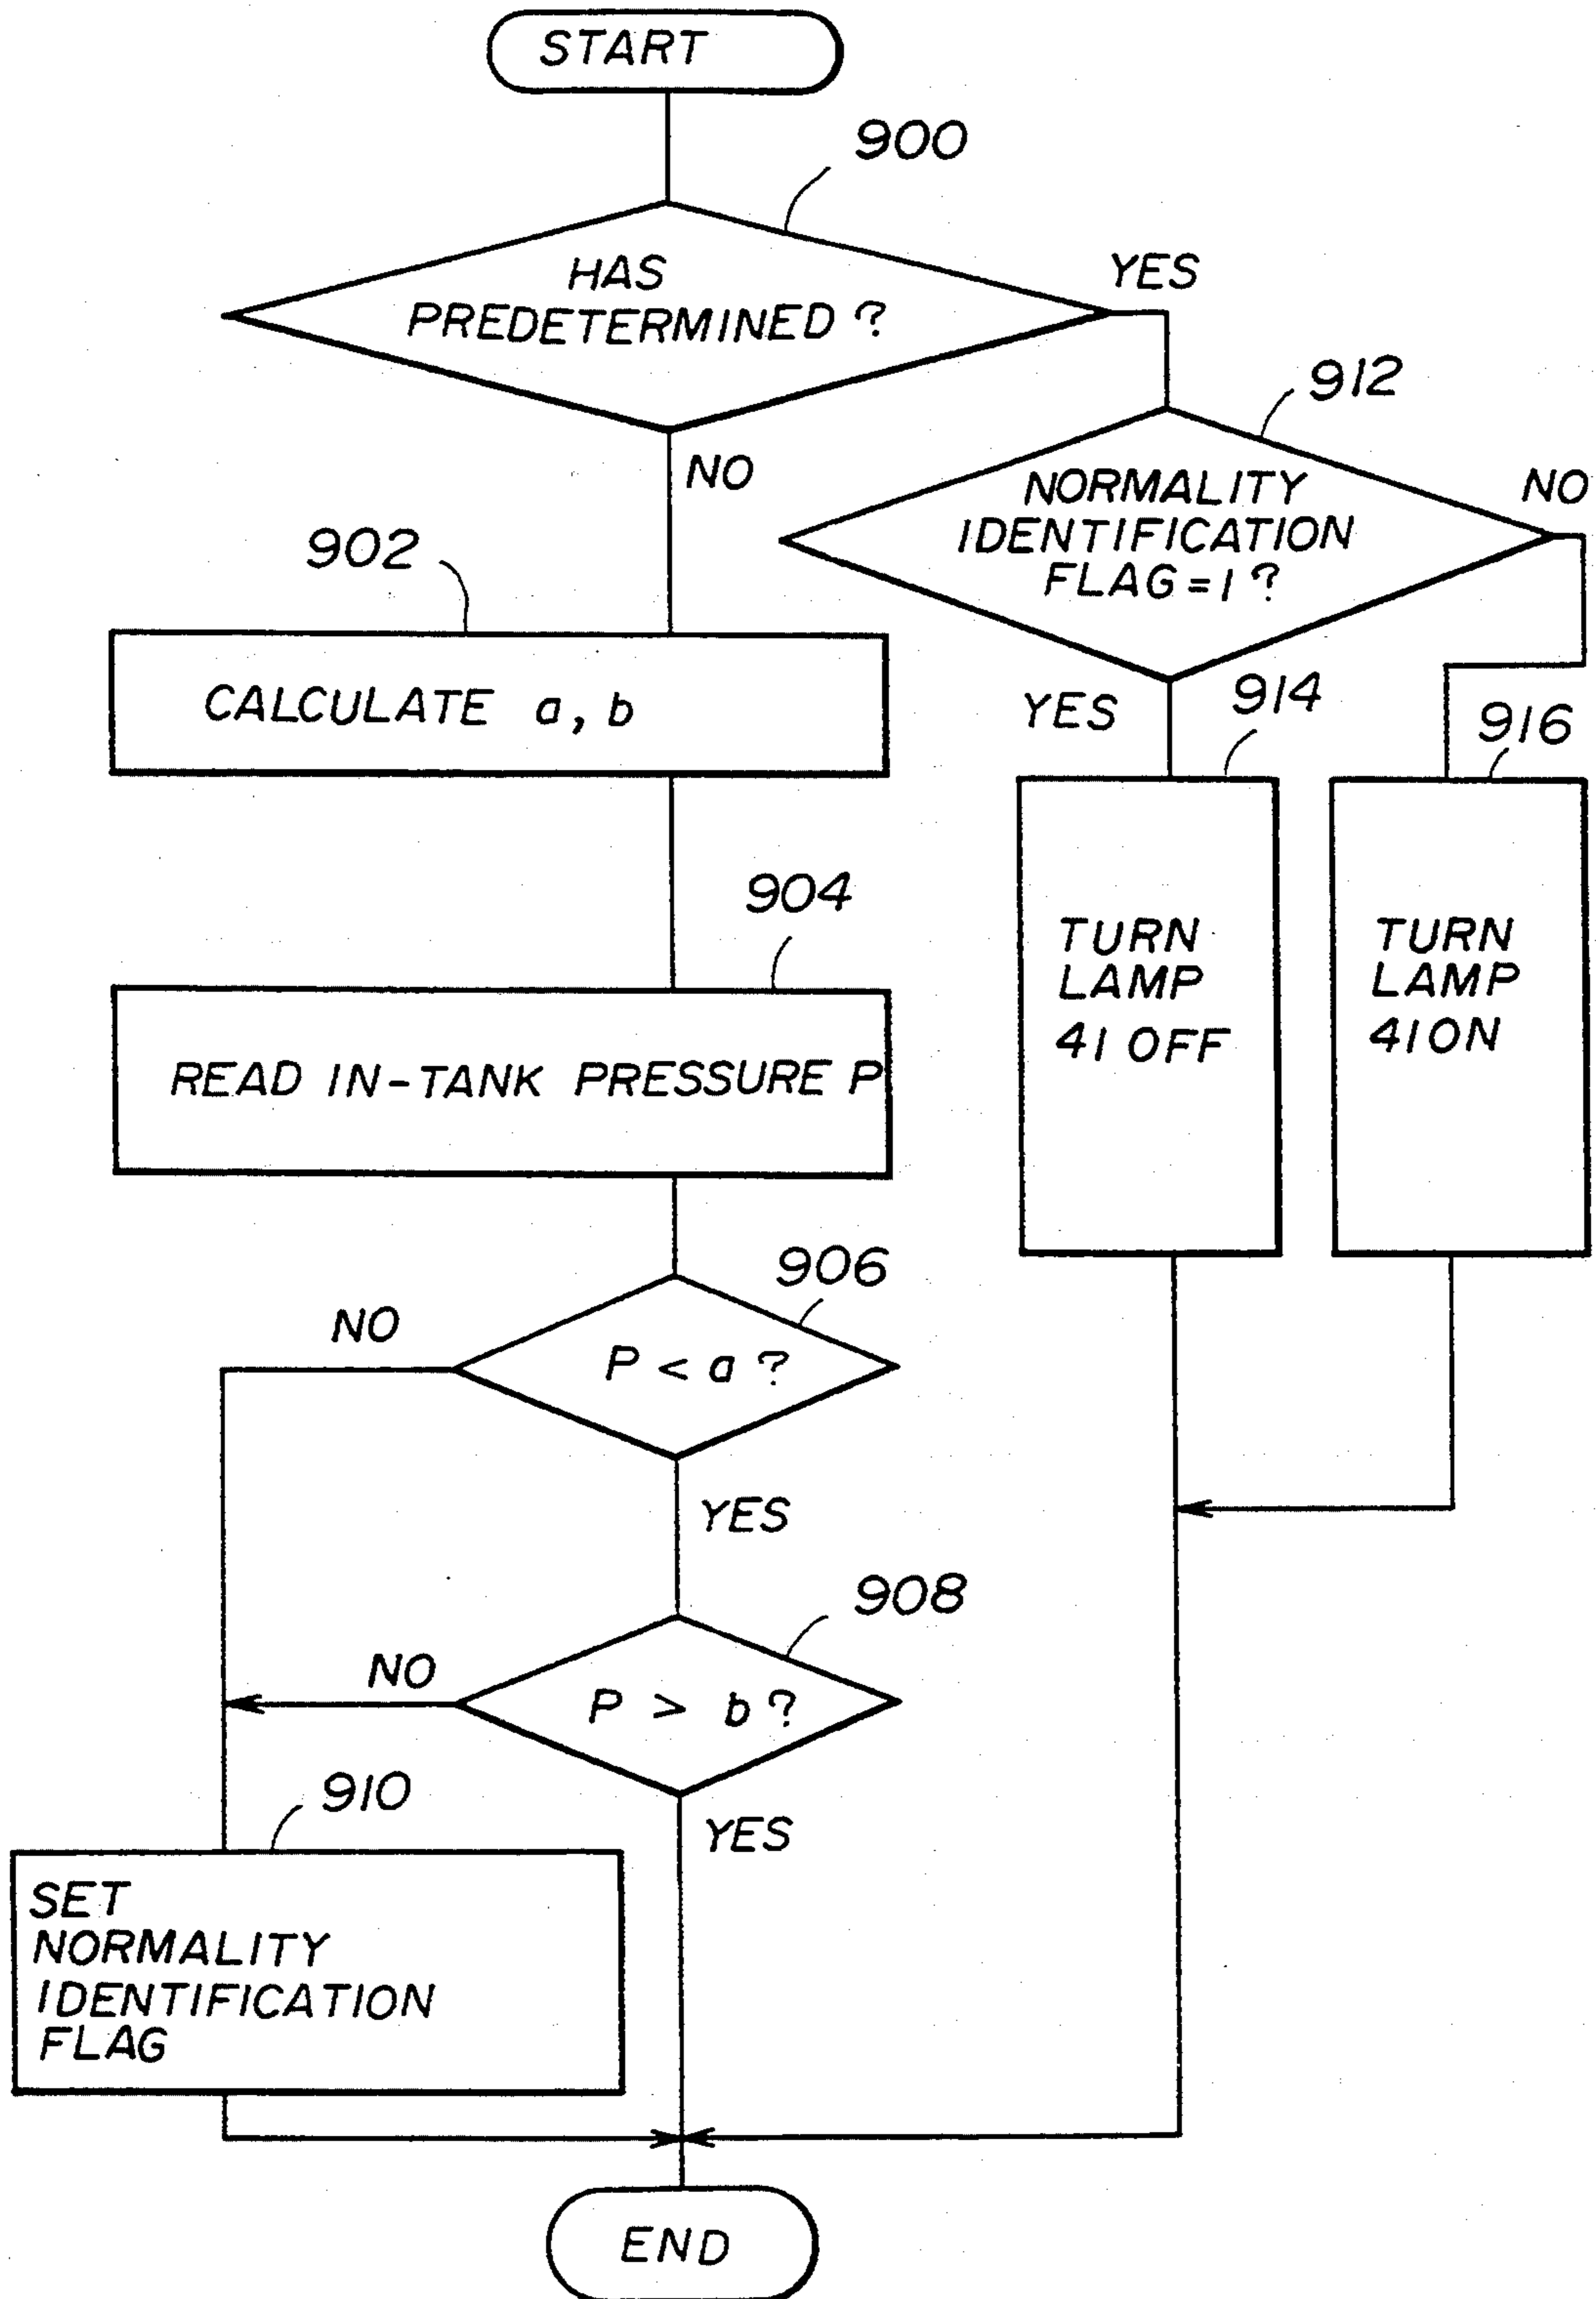 START
900
HAS
PREDETERMINED ?
YES
NO
912
NORMALITY
IDENTIFICATION
FLAG = 1 ?
NO
YES
902
CALCULATE a, b
914
TURN
LAMP
41 OFF
916
TURN
LAMP
41 ON
904
READ IN-TANK PRESSURE P
906
P < a ?
NO
YES
908
P > b ?
NO
YES
910
SET
NORMALITY
IDENTIFICATION
FLAG
END